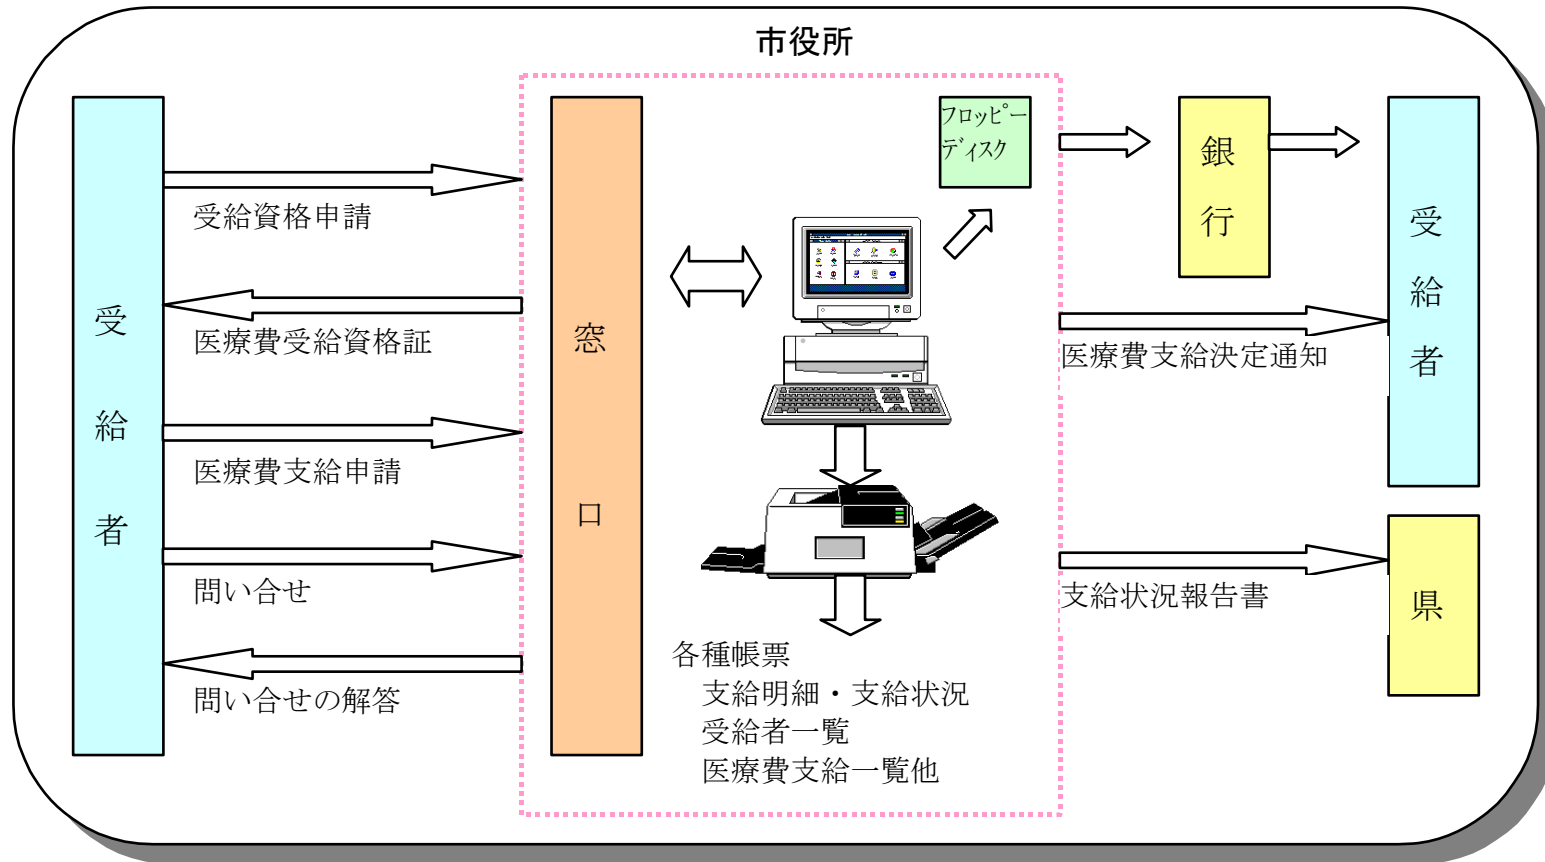 市役所
受給者
受給資格申請
医療費受給資格証
医療費支給申請
問い合せ
問い合せの解答
窓口
フロッピー
ディスク
各種帳票
支給明細・支給状況
受給者一覧
医療費支給一覧他
銀行
医療費支給決定通知
支給状況報告書
受給者
県